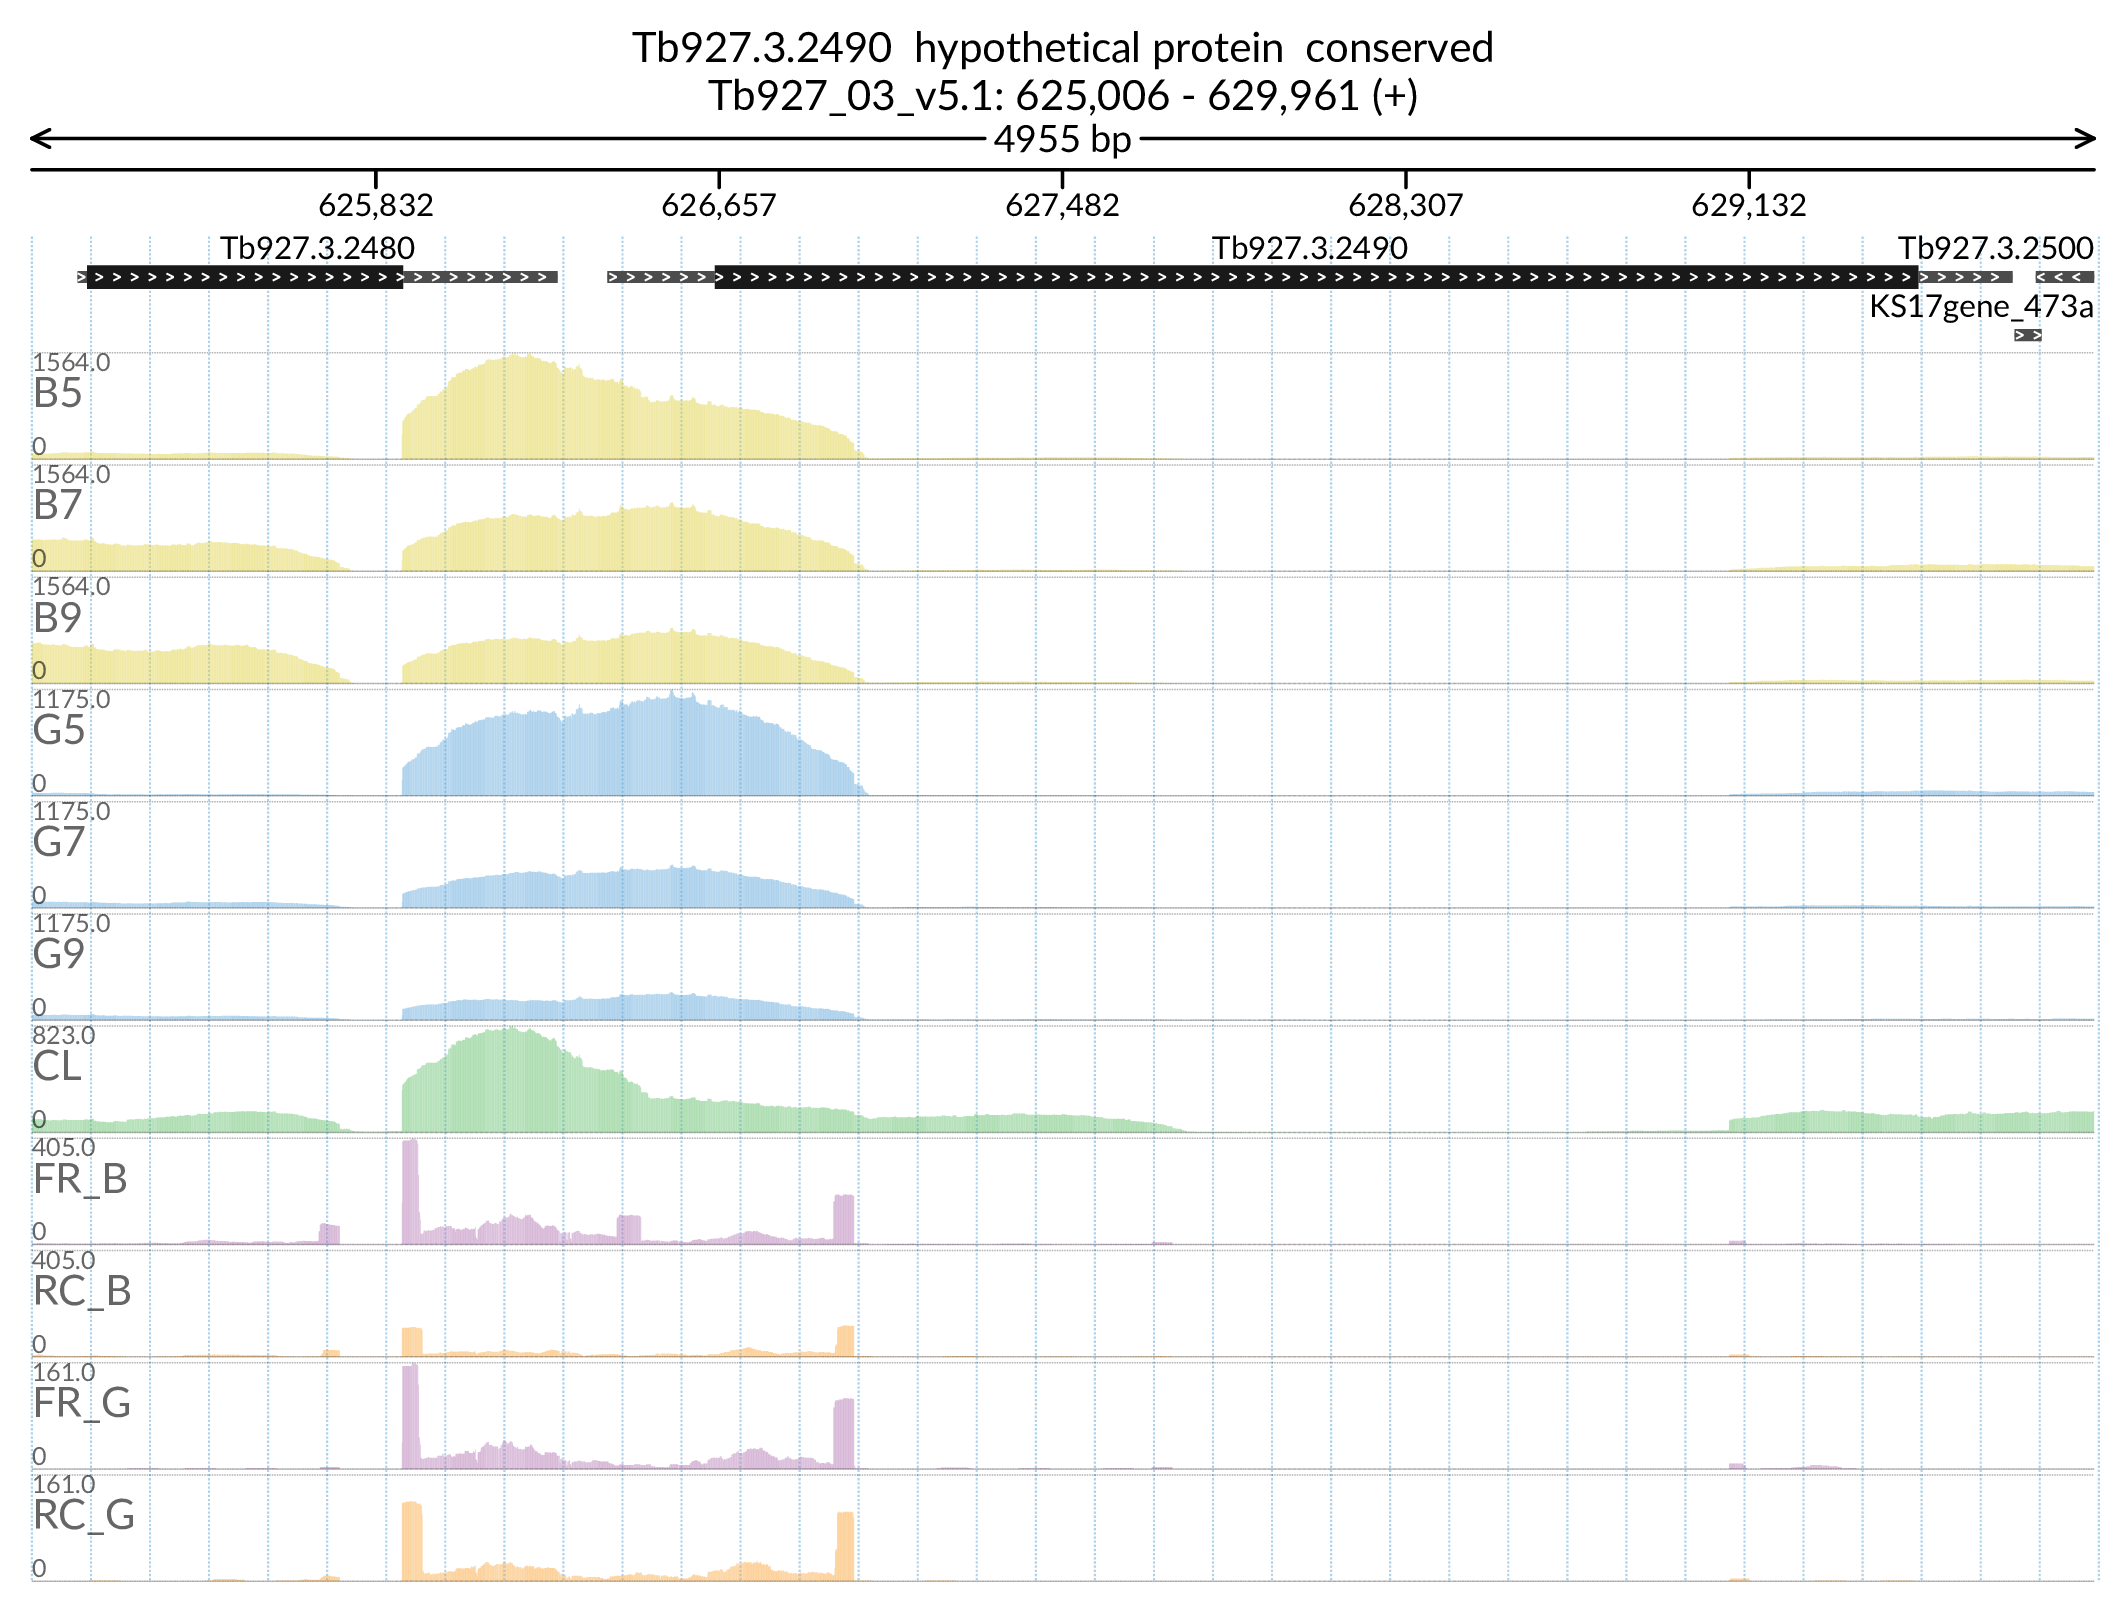 Tb927.3.2490  hypothetical protein  conserved
Tb927_03_v5.1: 625,006 - 629,961 (+)
4955 bp
625,832 626,657 627,482 628,307 629,132
Tb927.3.2480 Tb927.3.2490 Tb927.3.2500
KS17gene_473a
1564.0
B5
0
1564.0
B7
0
1564.0
B9
0
1175.0
G5
0
1175.0
G7
0
1175.0
G9
0
823.0
CL
0
405.0
FR_B
0
405.0
RC_B
0
161.0
FR_G
0
161.0
RC_G
0